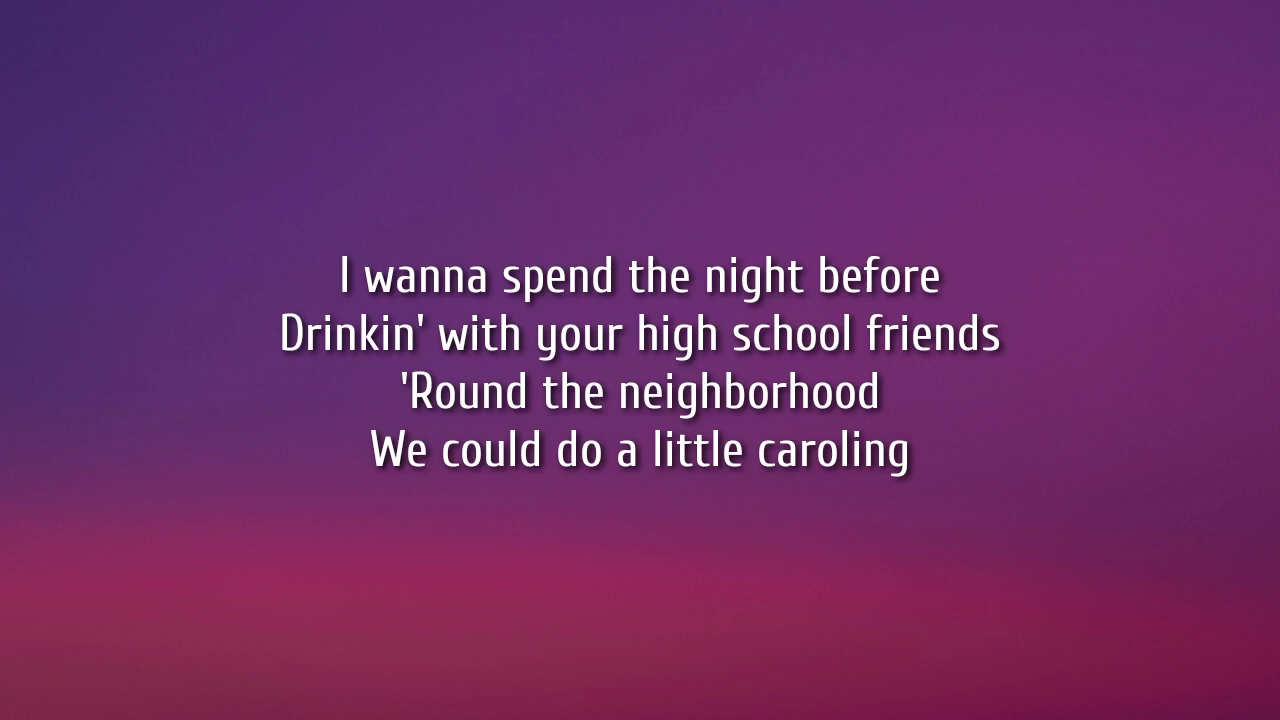 I wanna spend the night before
Drinkin' with your high school friends
'Round the neighborhood
We could do a little caroling